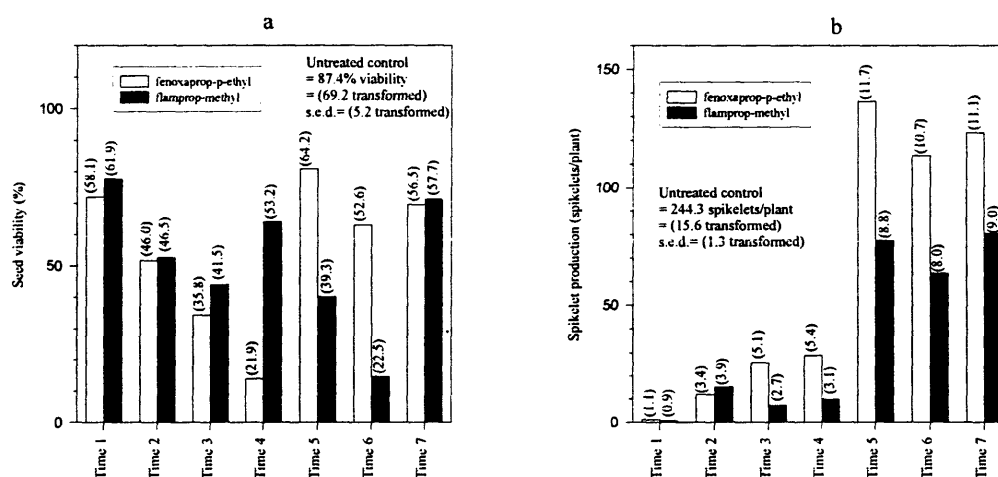 a
Seed viability (%)
100
50
0
fenoxaprop-p-ethyl
flamprop-methyl
Untreated control
= 87.4% viability
= (69.2 transformed)
s.e.d.= (5.2 transformed)
(58.1)
(61.9)
(46.0)
(46.5)
(35.8)
(41.5)
(21.9)
(53.2)
(64.2)
(39.3)
(52.6)
(22.5)
(56.5)
(57.7)
Time 1
Time 2
Time 3
Time 4
Time 5
Time 6
Time 7
b
Spikelet production (spikelets/plant)
150
100
50
0
fenoxaprop-p-ethyl
flamprop-methyl
Untreated control
= 244.3 spikelets/plant
= (15.6 transformed)
s.e.d.= (1.3 transformed)
(1.1)
(0.9)
(3.4)
(3.9)
(5.1)
(2.7)
(5.4)
(3.1)
(11.7)
(8.8)
(10.7)
(8.0)
(11.1)
(9.0)
Time 1
Time 2
Time 3
Time 4
Time 5
Time 6
Time 7